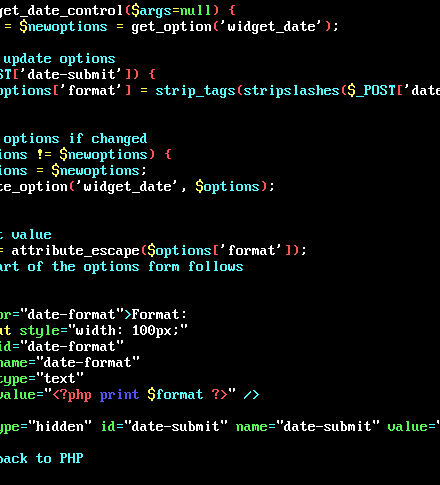 get_date_control($args=null) {
= $newoptions = get_option('widget_date');
update options
ST['date-submit']) {
options['format'] = strip_tags(stripslashes($_POST['date
options if changed
ions != $newoptions) {
ions = $newoptions;
te_option('widget_date', $options);
t value
= attribute_escape($options['format']);
art of the options form follows
or="date-format">Format:
ut style="width: 100px;"
id="date-format"
name="date-format"
type="text"
value="<?php print $format ?>" />
ype="hidden" id="date-submit" name="date-submit" value="
back to PHP